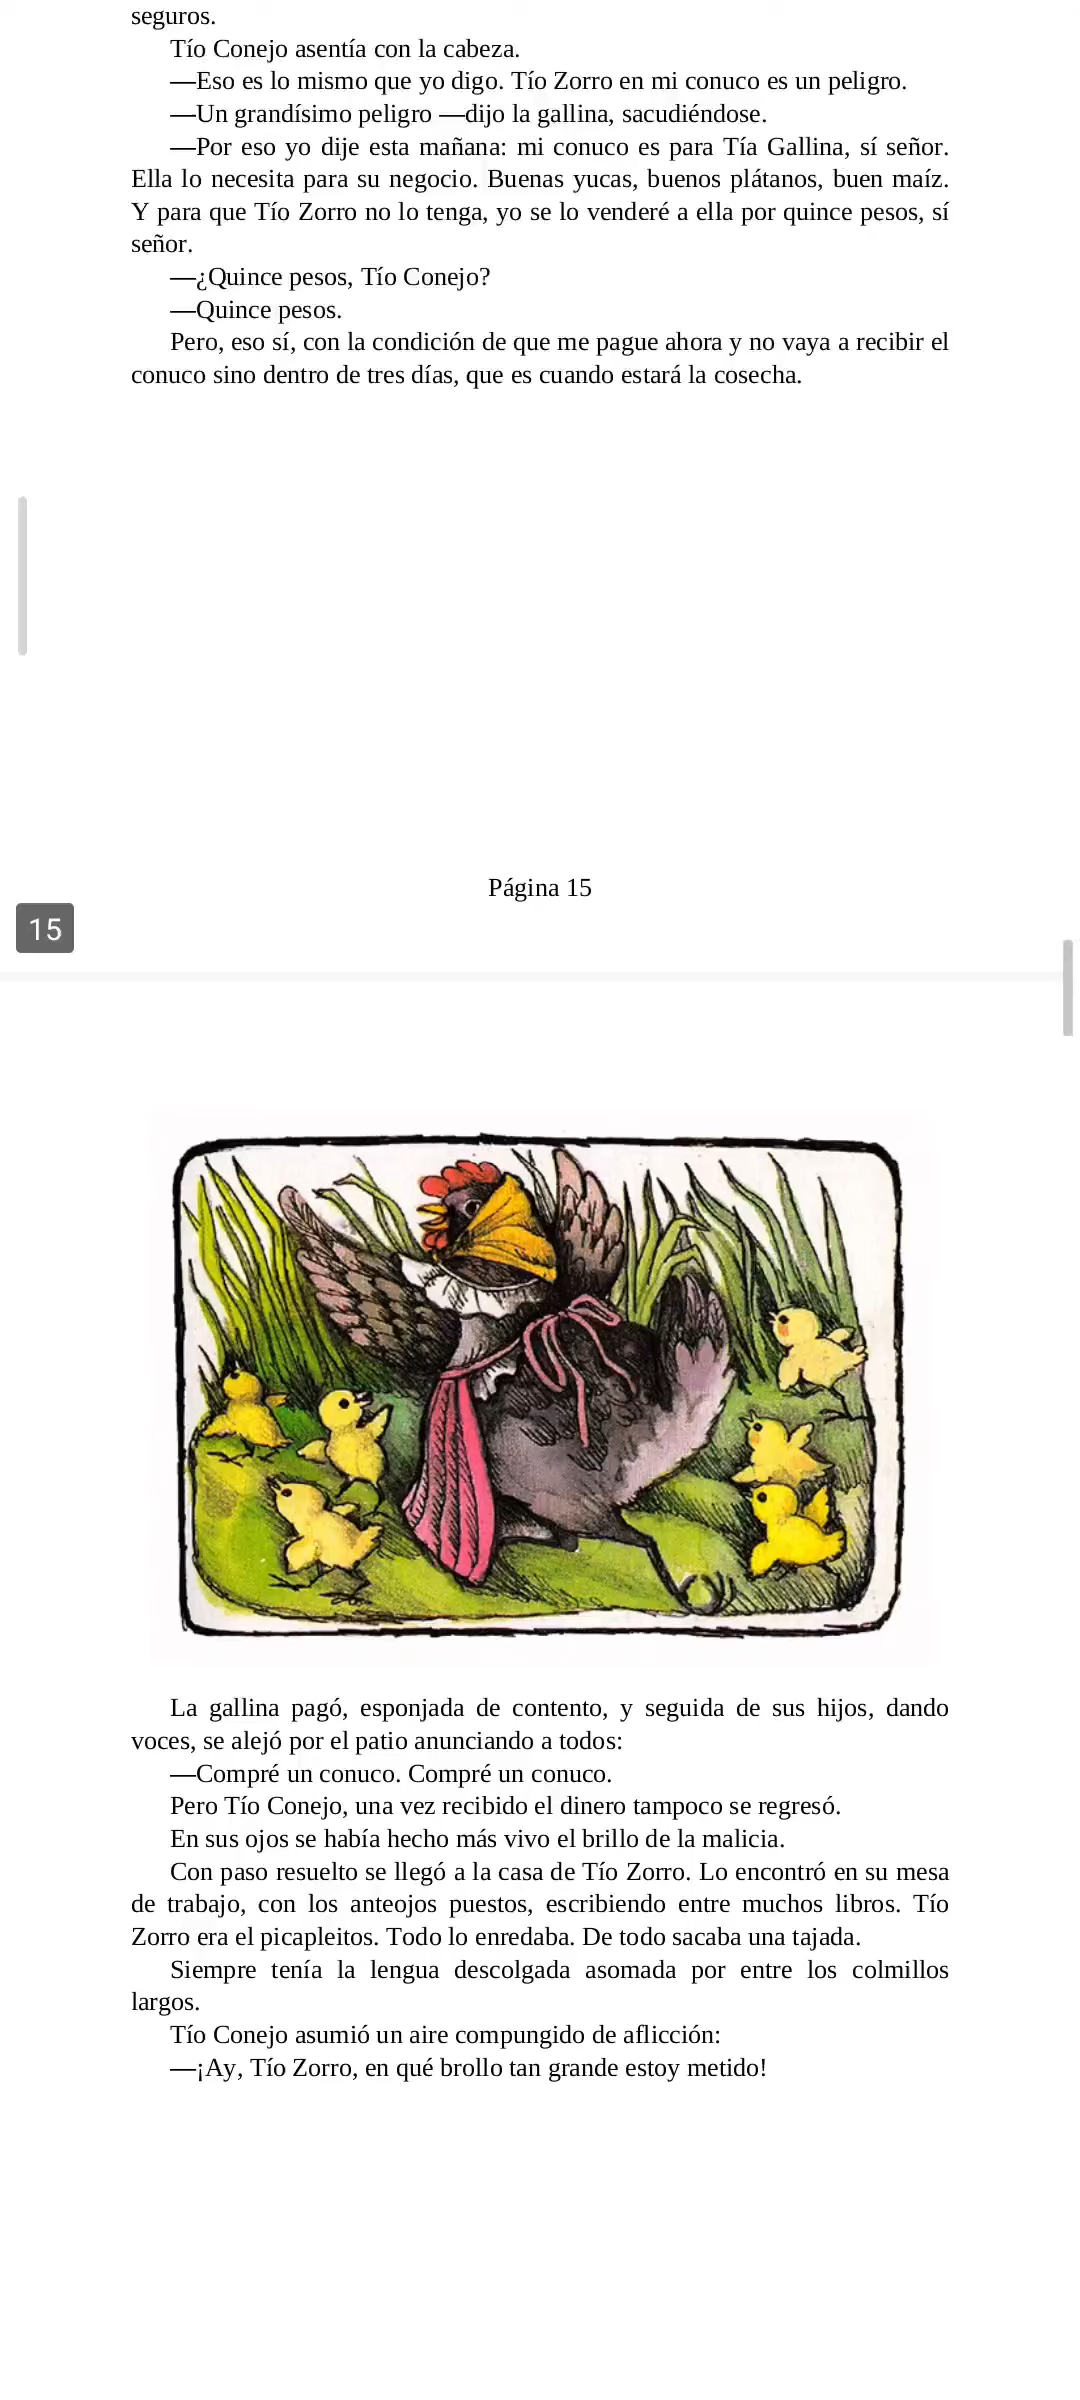 seguros.
Tío Conejo asentía con la cabeza.
—Eso es lo mismo que yo digo. Tío Zorro en mi conuco es un peligro.
—Un grandísimo peligro —dijo la gallina, sacudiéndose.
—Por eso yo dije esta mañana: mi conuco es para Tía Gallina, sí señor.
Ella lo necesita para su negocio. Buenas yucas, buenos plátanos, buen maíz.
Y para que Tío Zorro no lo tenga, yo se lo venderé a ella por quince pesos, sí
señor.
—¿Quince pesos, Tío Conejo?
—Quince pesos.
Pero, eso sí, con la condición de que me pague ahora y no vaya a recibir el
conuco sino dentro de tres días, que es cuando estará la cosecha.
Página 15
15
La gallina pagó, esponjada de contento, y seguida de sus hijos, dando
voces, se alejó por el patio anunciando a todos:
—Compré un conuco. Compré un conuco.
Pero Tío Conejo, una vez recibido el dinero tampoco se regresó.
En sus ojos se había hecho más vivo el brillo de la malicia.
Con paso resuelto se llegó a la casa de Tío Zorro. Lo encontró en su mesa
de trabajo, con los anteojos puestos, escribiendo entre muchos libros. Tío
Zorro era el picapleitos. Todo lo enredaba. De todo sacaba una tajada.
Siempre tenía la lengua descolgada asomada por entre los colmillos
largos.
Tío Conejo asumió un aire compungido de aflicción:
—¡Ay, Tío Zorro, en qué brollo tan grande estoy metido!